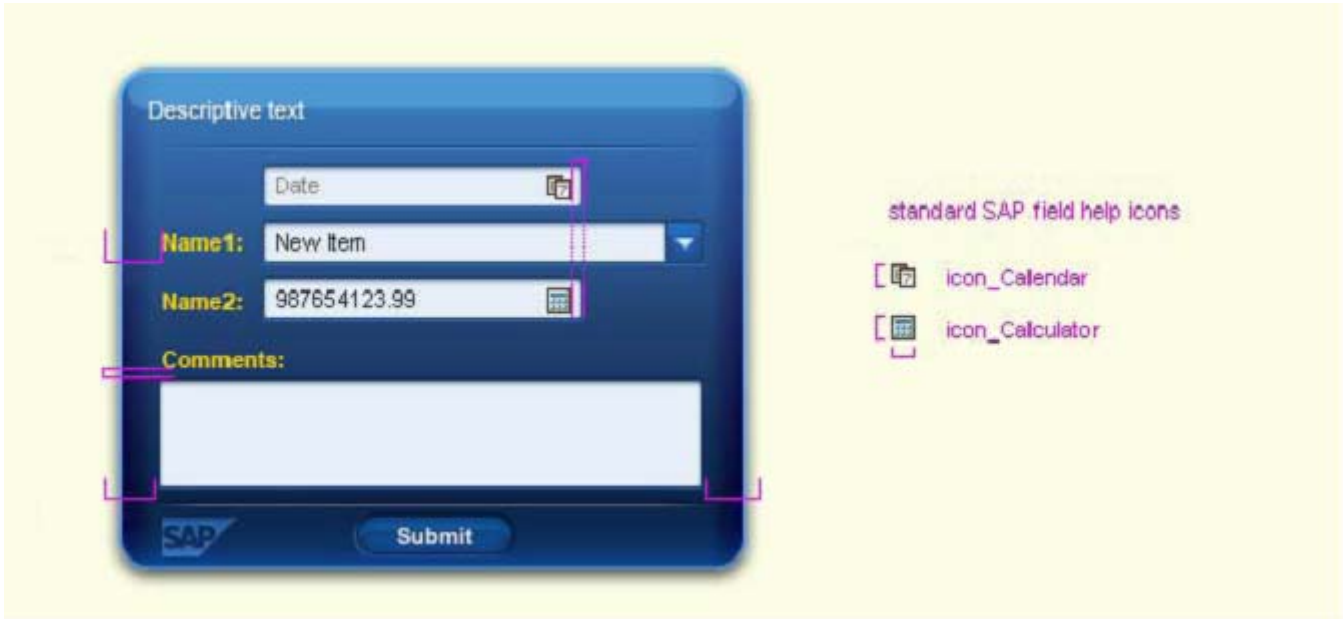 Descriptive text
Date
Name1: New Item
Name2: 987654123.99
Comments:
SAP
Submit
standard SAP field help icons
icon_Calendar
icon_Calculator